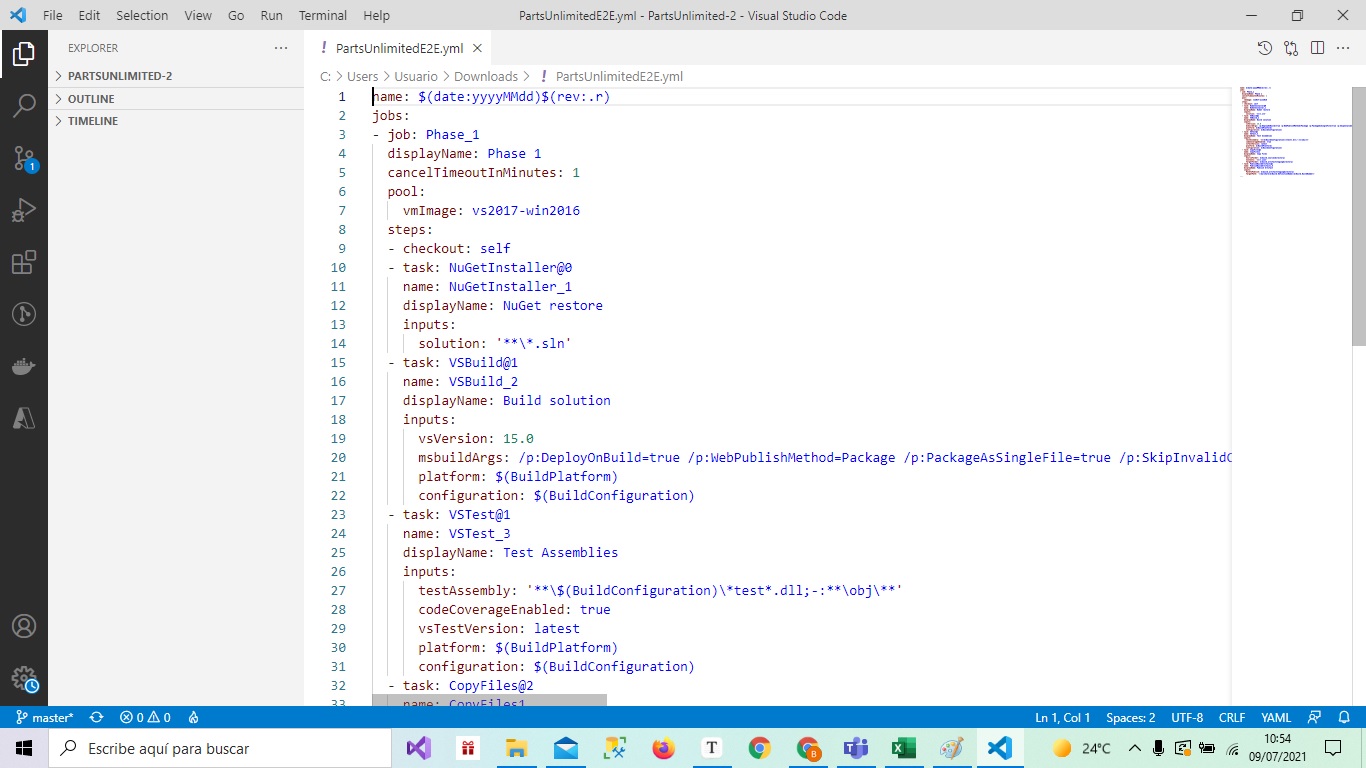 File Edit Selection View Go Run Terminal Help PartsUnlimitedE2E.yml - PartsUnlimited-2 - Visual Studio Code
EXPLORER
PARTSUNLIMITED-2
OUTLINE
TIMELINE
1
! PartsUnlimitedE2E.yml
C: > Users > Usuario > Downloads > ! PartsUnlimitedE2E.yml
1 name: $(date:yyyyMMdd)$(rev:.r)
2 jobs:
3 - job: Phase_1
4 displayName: Phase 1
5 cancelTimeoutInMinutes: 1
6 pool:
7 vmImage: vs2017-win2016
8 steps:
9 - checkout: self
10 - task: NuGetInstaller@0
11 name: NuGetInstaller_1
12 displayName: NuGet restore
13 inputs:
14 solution: '**\*.sln'
15 - task: VSBuild@1
16 name: VSBuild_2
17 displayName: Build solution
18 inputs:
19 vsVersion: 15.0
20 msbuildArgs: /p:DeployOnBuild=true /p:WebPublishMethod=Package /p:PackageAsSingleFile=true /p:SkipInvalidC
21 platform: $(BuildPlatform)
22 configuration: $(BuildConfiguration)
23 - task: VSTest@1
24 name: VSTest_3
25 displayName: Test Assemblies
26 inputs:
27 testAssembly: '**\$(BuildConfiguration)\*test*.dll;-:**\obj\**'
28 codeCoverageEnabled: true
29 vsTestVersion: latest
30 platform: $(BuildPlatform)
31 configuration: $(BuildConfiguration)
32 - task: CopyFiles@2
33 name: CopyFiles1
master* 0 0 Ln 1, Col 1 Spaces: 2 UTF-8 CRLF YAML
Escribe aquí para buscar
T
B
24°C
10:54
09/07/2021